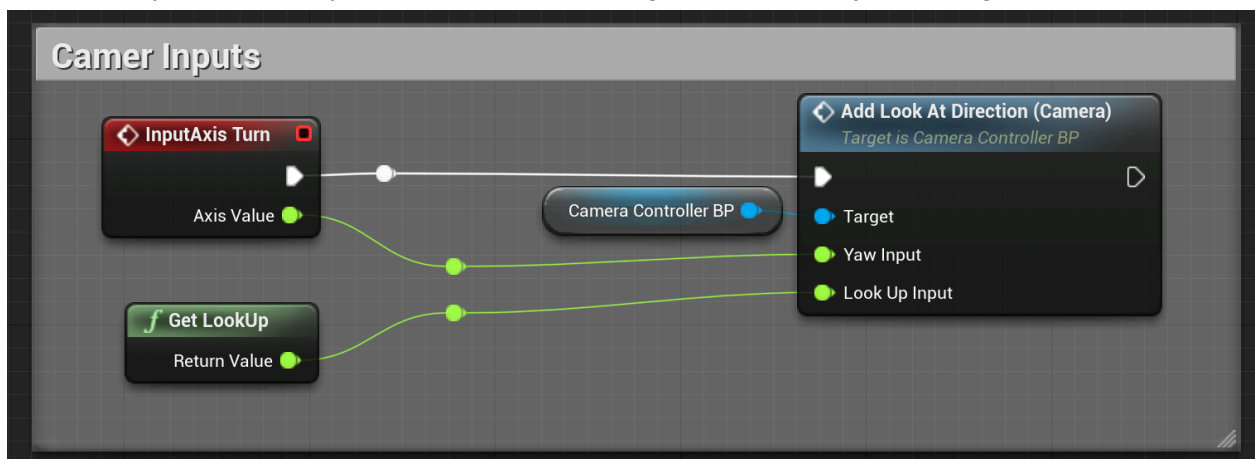 Camer Inputs
InputAxis Turn
Axis Value
f Get LookUp
Return Value
Camera Controller BP
Add Look At Direction (Camera)
Target is Camera Controller BP
Target
Yaw Input
Look Up Input